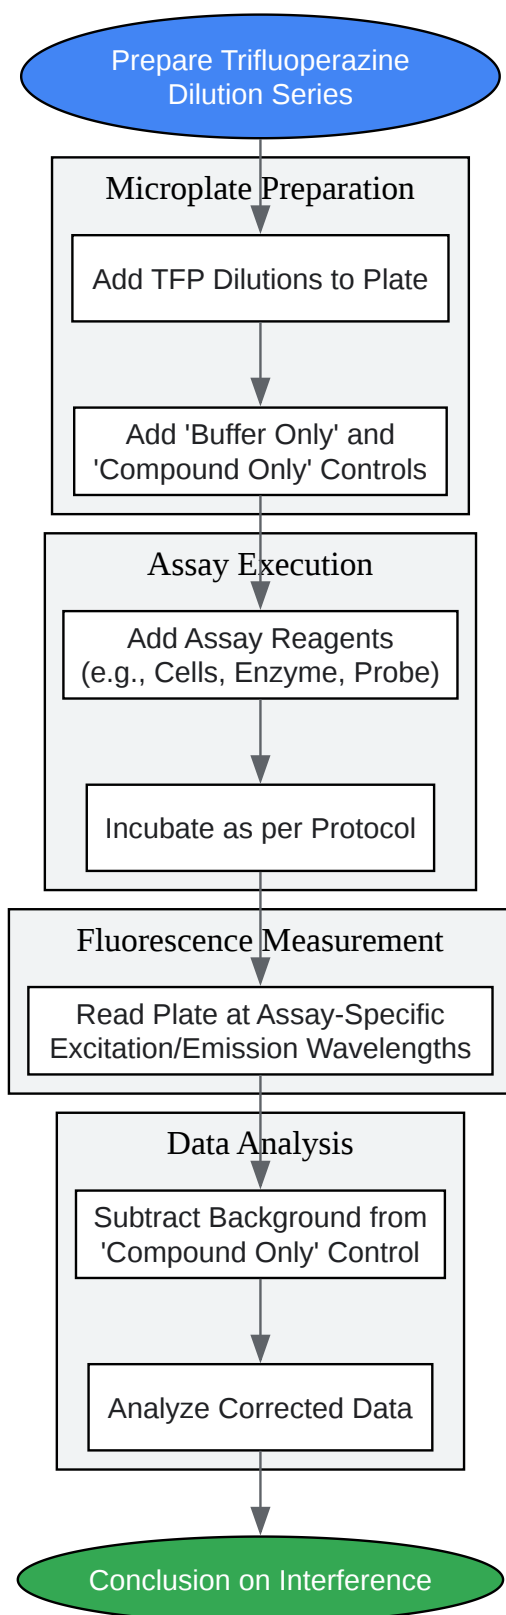 Prepare Trifluoperazine
Dilution Series
Microplate Preparation
Add TFP Dilutions to Plate
Add 'Buffer Only' and
'Compound Only' Controls
Assay Execution
Add Assay Reagents
(e.g., Cells, Enzyme, Probe)
Incubate as per Protocol
Fluorescence Measurement
Read Plate at Assay-Specific
Excitation/Emission Wavelengths
Data Analysis
Subtract Background from
'Compound Only' Control
Analyze Corrected Data
Conclusion on Interference